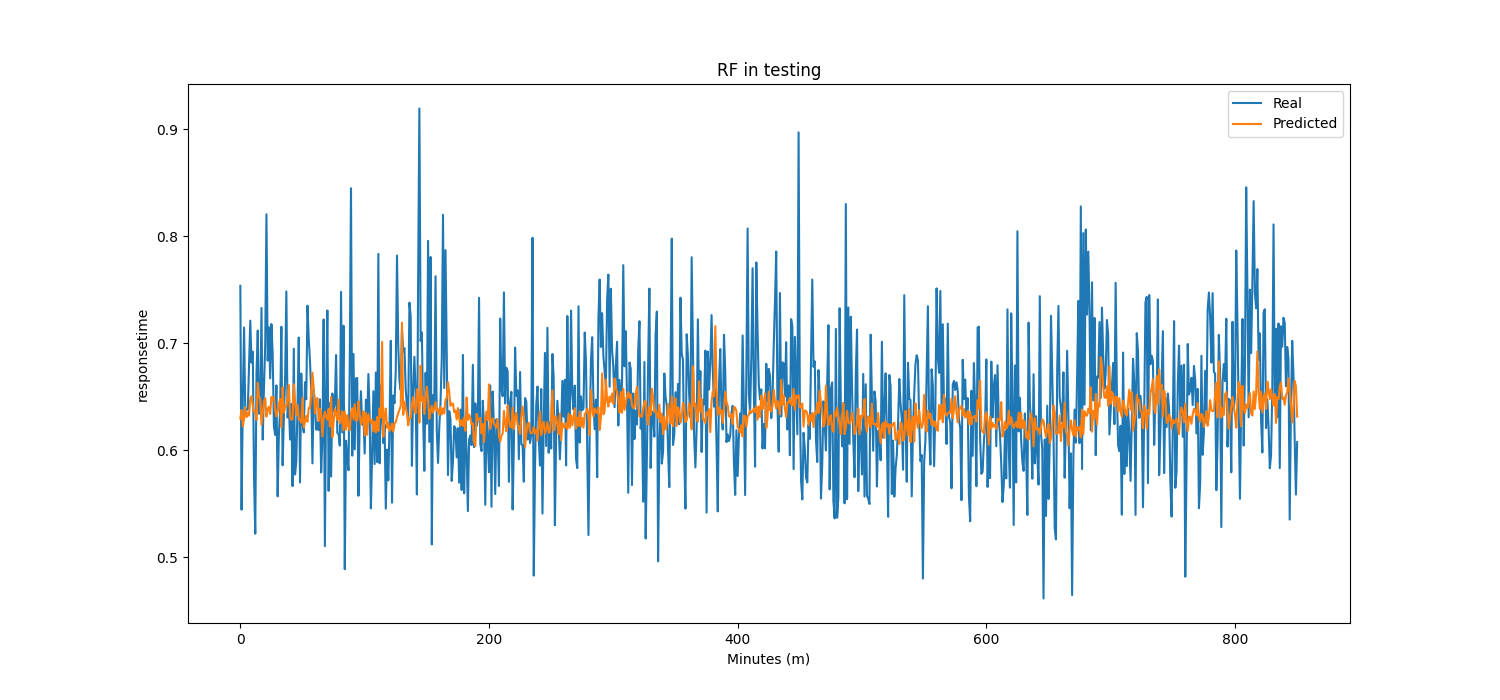 RF in testing
Real
Predicted
0.9
0.8
0.7
0.6
0.5
responsetime
0
200
400
600
800
Minutes (m)